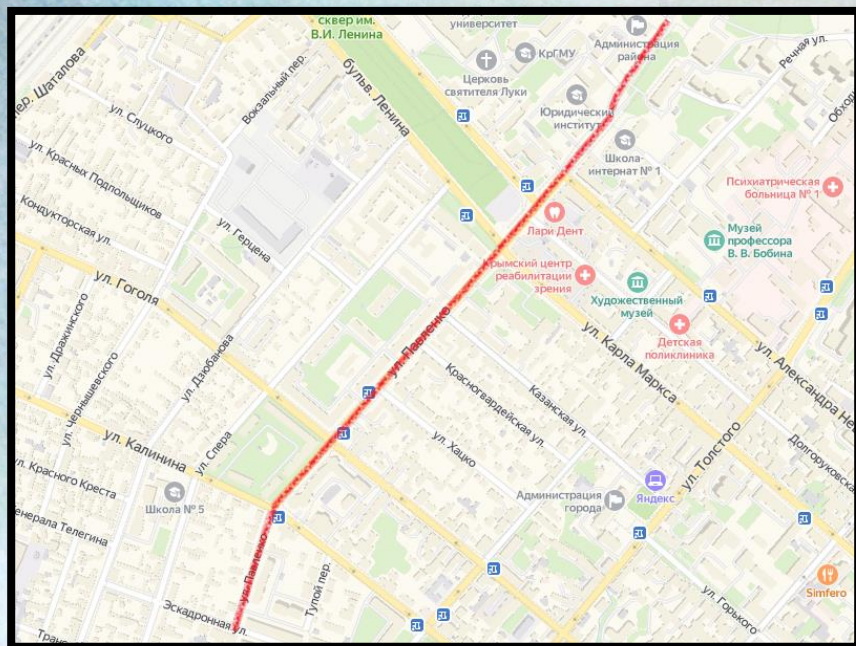 сквер им.
В.И. Ленина
университет
КрГМУ
Администрация
района
Речная ул.
Церковь
святителя Луки
Юридический
институт
Школа-
интернат № 1
пер. Шаталова
ул. Слуцкого
Вокзальный пер.
бульв. Ленина
Психиатрическая
больница № 1
ул. Красных Подпольщиков
Кондукторская ул.
ул. Герцена
Лари Дент
Музей
профессора
В. В. Бобина
Крымский центр
реабилитации
зрения
Художественный
музей
Детская
поликлиника
ул. Гоголя
ул. Дражинского
ул. Чернышевского
ул. Дзюбанова
ул. Павленко
ул. Карла Маркса
Красногвардейская ул.
Казанская ул.
ул. Хацко
ул. Калинина
ул. Спера
ул. Толстого
Долгоруковская
ул. Красного Креста
Школа № 5
Администрация
города
Яндекс
ул. Павленко
Тупой пер.
Эскадронная ул.
ул. Горького
Simfero